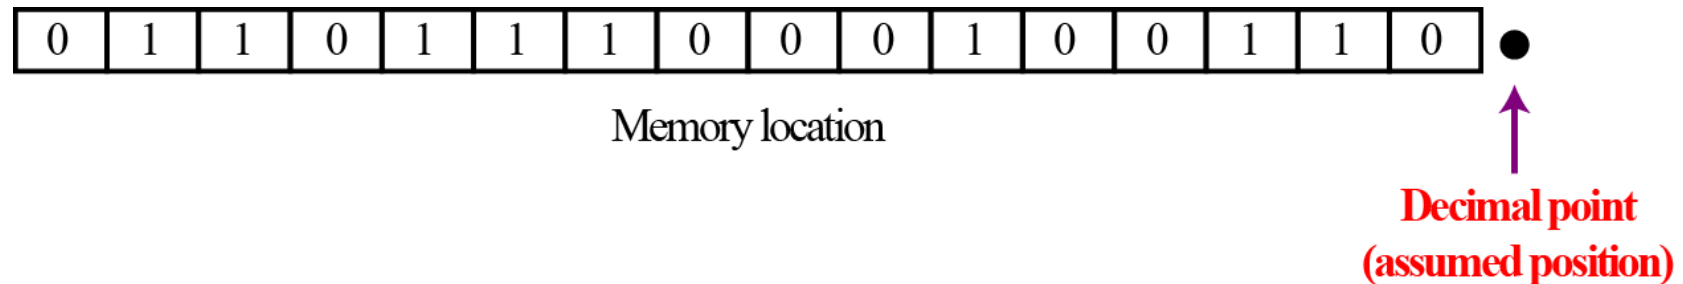 0 1 1 0 1 1 1 0 0 0 1 0 0 1 1 0
Memory location
Decimal point
(assumed position)